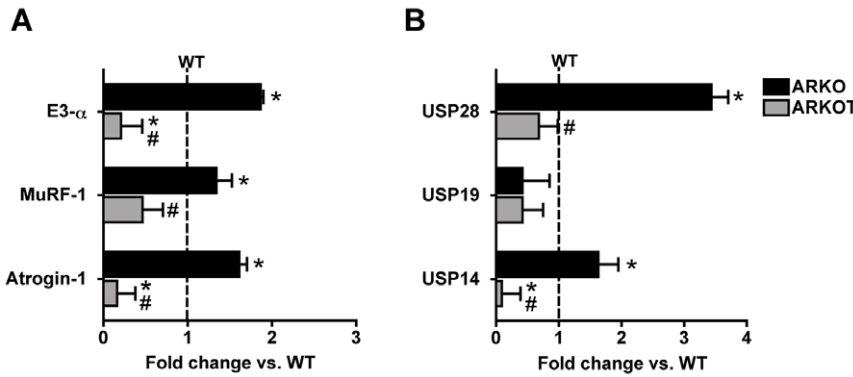 A
WT
E3-α
*
*
#
MuRF-1
*
#
Atrogin-1
*
*
#
0 1 2 3
Fold change vs. WT
B
WT
ARKO
ARKOT
USP28
*
#
USP19
USP14
*
*
#
0 1 2 3 4
Fold change vs. WT